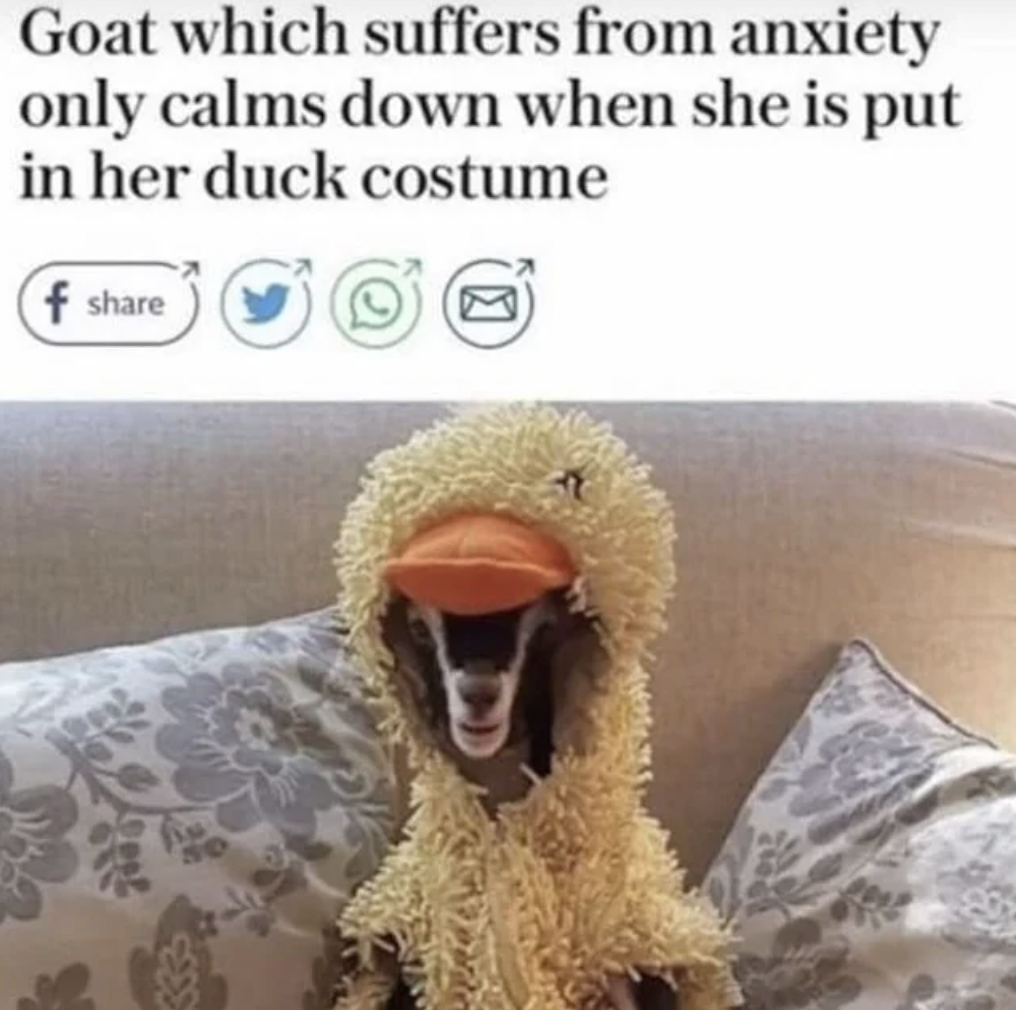 Goat which suffers from anxiety
only calms down when she is put
in her duck costume
f share